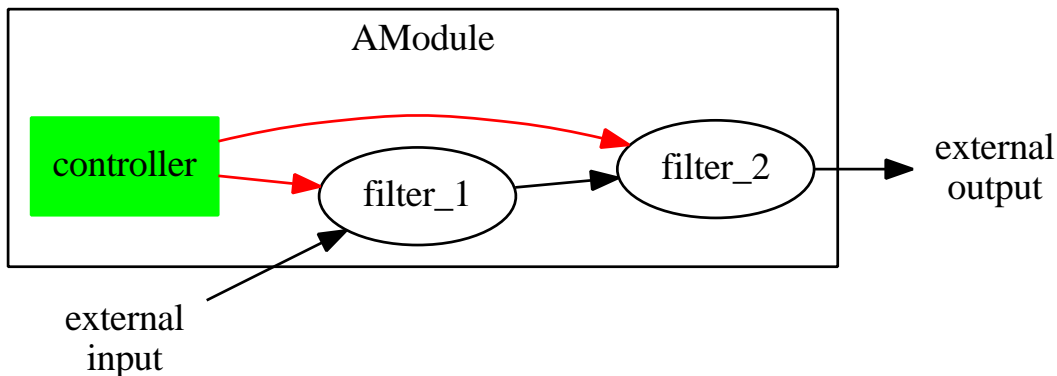 AModule
controller
filter_1
filter_2
external
output
external
input